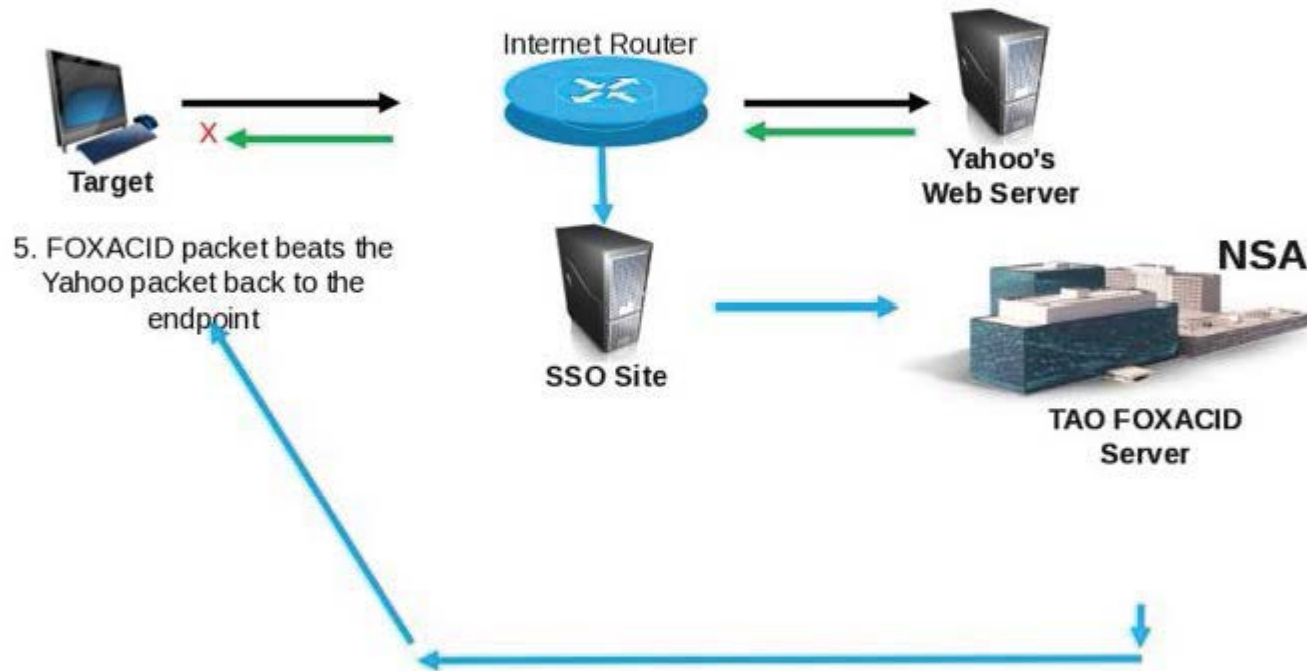 Internet Router
Target
Yahoo's
Web Server
5. FOXACID packet beats the
Yahoo packet back to the
endpoint
SSO Site
NSA
TAO FOXACID
Server